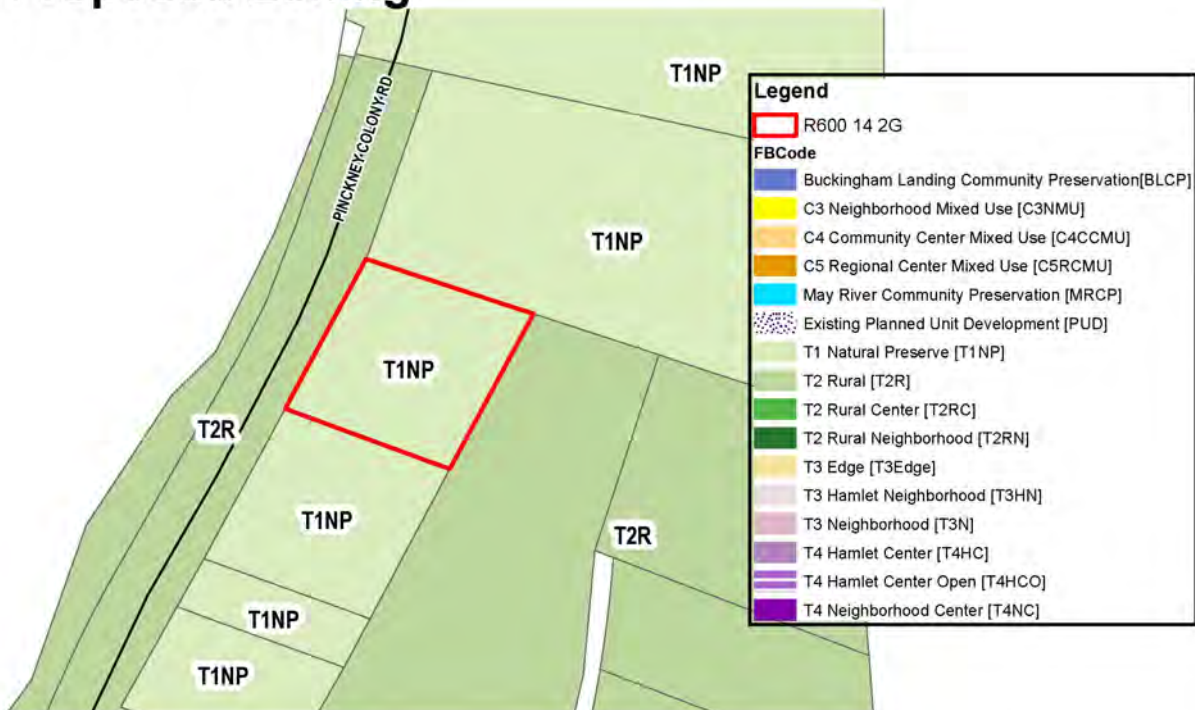 T1NP
PINCKNEY COLONY RD
T1NP
T1NP
T2R
T1NP
T2R
T1NP
T1NP
Legend
R600 14 2G
FBCode
Buckingham Landing Community Preservation[BLCP]
C3 Neighborhood Mixed Use [C3NMU]
C4 Community Center Mixed Use [C4CCMU]
C5 Regional Center Mixed Use [C5RCMU]
May River Community Preservation [MRCP]
Existing Planned Unit Development [PUD]
T1 Natural Preserve [T1NP]
T2 Rural [T2R]
T2 Rural Center [T2RC]
T2 Rural Neighborhood [T2RN]
T3 Edge [T3Edge]
T3 Hamlet Neighborhood [T3HN]
T3 Neighborhood [T3N]
T4 Hamlet Center [T4HC]
T4 Hamlet Center Open [T4HCO]
T4 Neighborhood Center [T4NC]